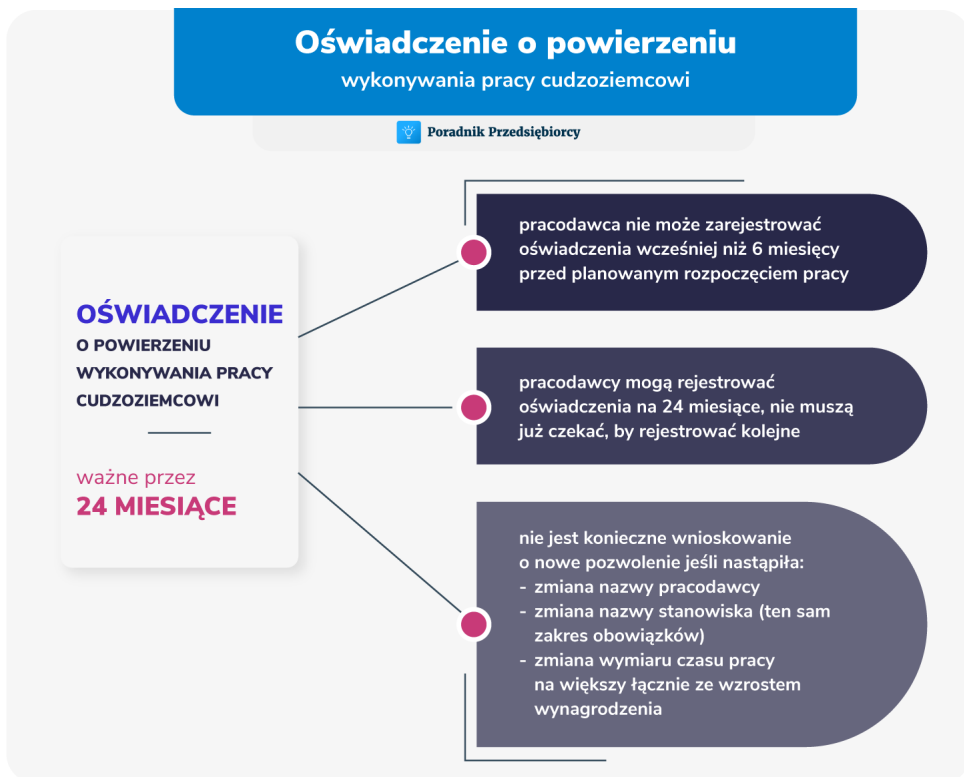 Oświadczenie o powierzeniu
wykonywania pracy cudzoziemcowi
Poradnik Przedsiębiorcy
OŚWIADCZENIE
O POWIERZENIU
WYKONYWANIA PRACY
CUDZOZIEMCOWI
ważne przez
24 MIESIĄCE
pracodawca nie może zarejestrować
oświadczenia wcześniej niż 6 miesięcy
przed planowanym rozpoczęciem pracy
pracodawcy mogą rejestrować
oświadczenia na 24 miesiące, nie muszą
już czekać, by rejestrować kolejne
nie jest konieczne wnioskowanie
o nowe pozwolenie jeśli nastąpiła:
- zmiana nazwy pracodawcy
- zmiana nazwy stanowiska (ten sam
zakres obowiązków)
- zmiana wymiaru czasu pracy
na większy łącznie ze wzrostem
wynagrodzenia